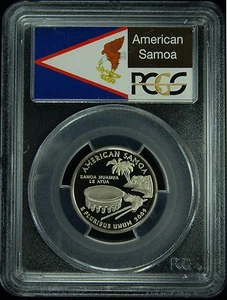 American
Samoa
PCGS
AMERICAN SAMOA
SAMOA MUAMUA
LE ATUA
E PLURIBUS UNUM 2009
PCGS